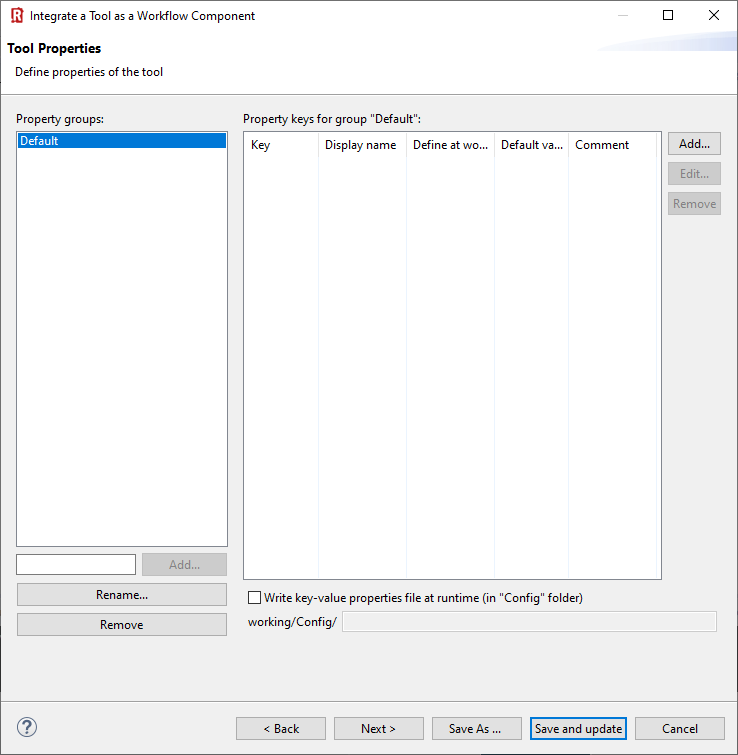 Integrate a Tool as a Workflow Component
Tool Properties
Define properties of the tool
Property groups:
Default
Add...
Rename...
Remove
Property keys for group "Default":
Key Display name Define at wo... Default va... Comment
Add...
Edit...
Remove
Write key-value properties file at runtime (in "Config" folder)
working/Config/
? < Back Next > Save As ... Save and update Cancel